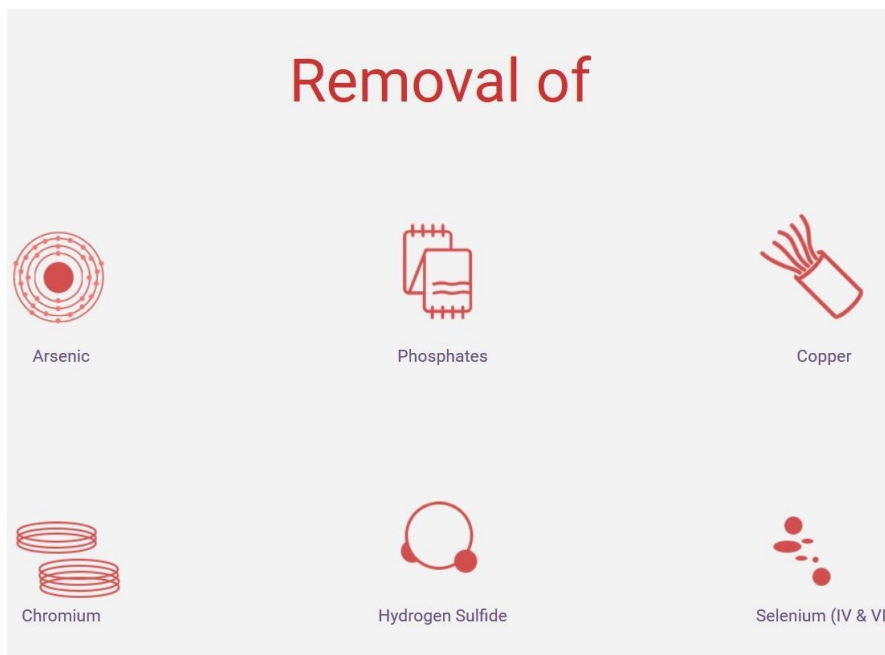 Removal of
Arsenic
Phosphates
Copper
Chromium
Hydrogen Sulfide
Selenium (IV & VI